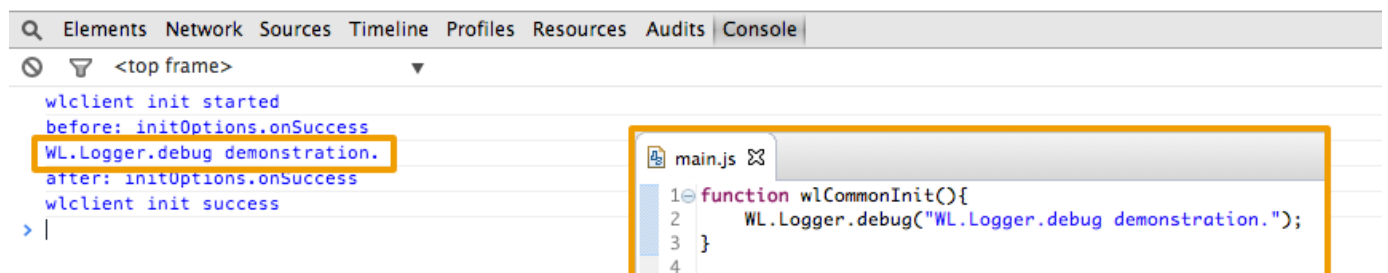 Elements Network Sources Timeline Profiles Resources Audits Console
<top frame>
wlclient init started
before: initOptions.onSuccess
WL.Logger.debug demonstration.
after: initOptions.onSuccess
wlclient init success
>
main.js
1 function wlCommonInit(){
2 WL.Logger.debug("WL.Logger.debug demonstration.");
3 }
4